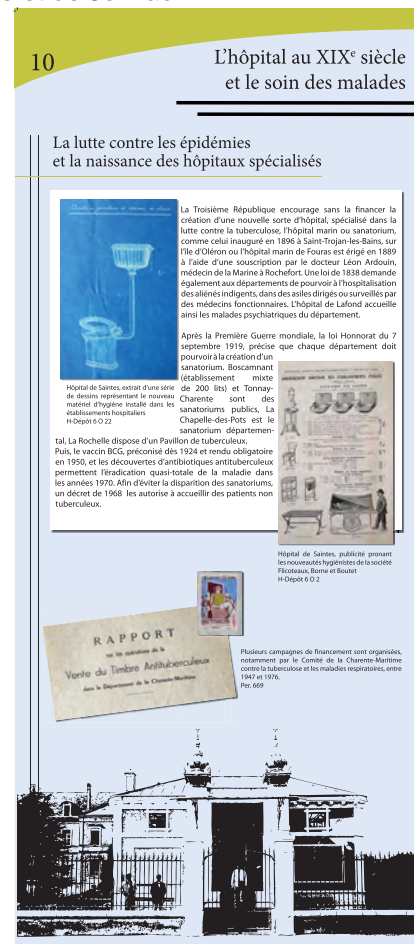 10
L'hôpital au XIXe siècle
et le soin des malades
La lutte contre les épidémies
et la naissance des hôpitaux spécialisés
La Troisième République encourage sans la financer la
création d'une nouvelle sorte d'hôpital, spécialisé dans la
lutte contre la tuberculose, l'hôpital marin ou sanatorium,
comme celui inauguré en 1896 à Saint-Trojan-les-Bains, sur
l'île d'Oléron ou l'hôpital marin de Fouras est érigé en 1889
à l'aide d'une souscription par le docteur Léon Ardouin,
médecin de la Marine à Rochefort. Une loi de 1838 demande
également aux départements de pourvoir à l'hospitalisation
des aliénés indigents, dans des asiles dirigés ou surveillés par
des médecins fonctionnaires. L'hôpital de Lafond accueille
ainsi les malades psychiatriques du département.
Après la Première Guerre mondiale, la loi Honnorat du 7
septembre 1919, précise que chaque département doit
pourvoir à la création d'un
sanatorium. Boscamnant
(établissement mixte
de 200 lits) et Tonnay-
Charente sont des
sanatoriums publics, La
Chapelle-des-Pots est le
sanatorium départemen-
tal, La Rochelle dispose d'un Pavillon de tuberculeux.
Puis, le vaccin BCG, préconisé dès 1924 et rendu obligatoire
en 1950, et les découvertes d'antibiotiques antituberculeux
permettent l'éradication quasi-totale de la maladie dans
les années 1970. Afin d'éviter la disparition des sanatoriums,
un décret de 1968 les autorise à accueillir des patients non
tuberculeux.
Hôpital de Saintes, extrait d'une série
de dessins représentant le nouveau
matériel d'hygiène installé dans les
établissements hospitaliers
H-Dépôt 6 O 22
Hôpital de Saintes, publicité pronant
les nouveautés hygiénistes de la société
Flicoteaux, Borne et Boutet
H-Dépôt 6 O 2
RAPPORT
sur les opérations de la
Vente du Timbre Antituberculeux
dans le Département de la Charente-Maritime
Plusieurs campagnes de financement sont organisées,
notamment par le Comité de la Charente-Maritime
contre la tuberculose et les maladies respiratoires, entre
1947 et 1976.
Per. 669